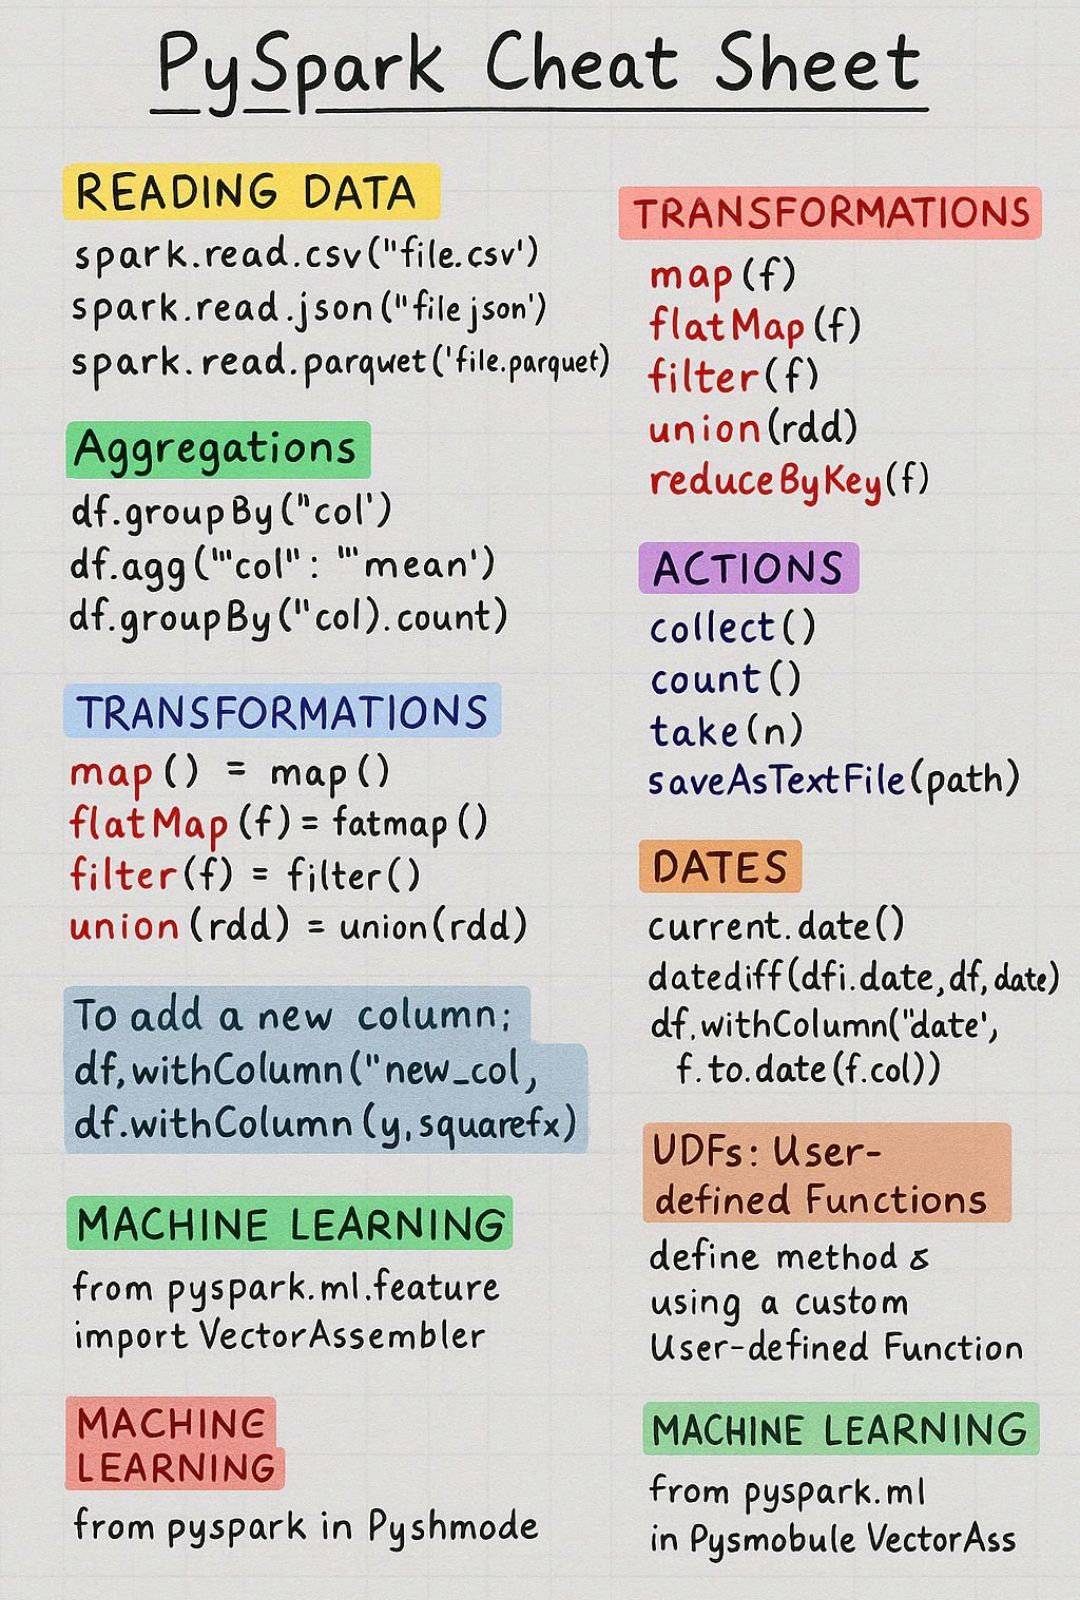 PySpark Cheat Sheet
READING DATA
spark.read.csv("file.csv')
spark.read.json("file json')
spark.read.parqwet('file.parquet)
Aggregations
df.groupBy("col')
df.agg("'col": "'mean')
df.groupBy("col).count)
TRANSFORMATIONS
map() = map()
flatMap(f) = fatmap()
filter(f) = filter()
union(rdd) = union(rdd)
To add a new column:
df,withColumn("new_col,
df.withColumn(y,squarefx)
MACHINE LEARNING
from pyspark.ml.feature
import VectorAssembler
MACHINE
LEARNING
from pyspark in Pyshmode
TRANSFORMATIONS
map(f)
flatMap(f)
filter(f)
union(rdd)
reduceByKey(f)
ACTIONS
collect()
count()
take(n)
saveAsTextFile(path)
DATES
current.date()
datediff(dfi.date,df,date)
df.withColumn("date',
f.to.date(f.col))
UDFs: User-
defined Functions
define method &
using a custom
User-defined Function
MACHINE LEARNING
from pyspark.ml
in Pysmobule VectorAss